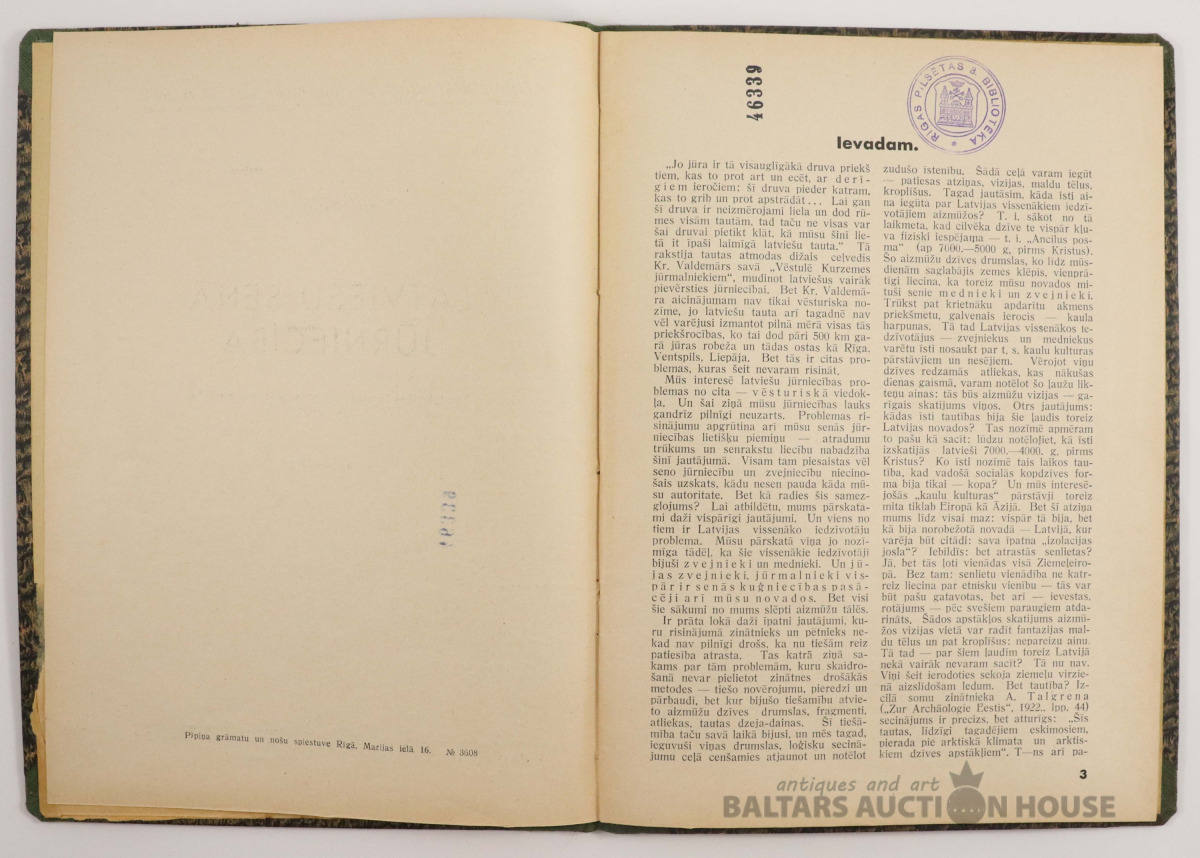 Pīpiņa grāmatu un nošu spiestuve Rīgā, Marijas ielā 16. № 3608
46339
RĪGAS PILSĒTAS 3. BIBLIOTEKA
Ievadam.
„Jo jūra ir tā visauglīgākā druva priekš
tiem, kas to prot art un ecēt, ar deri-
giem ieročiem; šī druva pieder katram,
kas to grib un prot apstrādāt... Lai gan
šī druva ir neizmērojami liela un dod rū-
mes visām tautām, tad taču ne visas var
šai druvai pietikt klāt, kā mūsu šinī lie-
tā it īpaši laimīgā latviešu tauta.“ Tā
rakstīja tautas atmodas dižais ceļvedis
Kr. Valdemārs savā „Vēstulē Kurzemes
jūrmalniekiem“, mudinot latviešus vairāk
pievērsties jūrniecībai. Bet Kr. Valdemā-
ra aicinājumam nav tikai vēsturiska no-
zīme, jo latviešu tauta arī tagadnē nav
vēl varējusi izmantot pilnā mērā visas tās
priekšrocības, ko tai dod pāri 500 km ga-
rā jūras robeža un tādas ostas kā Rīga,
Ventspils, Liepāja. Bet tās ir citas pro-
blemas, kuras šeit nevaram risināt.
Mūs interesē latviešu jūrniecības pro-
blemas no cita — vēsturiskā viedok-
ļa. Un šai ziņā mūsu jūrniecības lauks
gandrīz pilnīgi neuzarts. Problemas ri-
sinājumu apgrūtina arī mūsu senās jūr-
niecības lietišķu piemiņu — atradumu
trūkums un senrakstu liecību nabadzība
šinī jautājumā. Visam tam piesaistas vēl
seno jūrniecību un zvejniecību niecino-
šais uzskats, kādu nesen pauda kāda mū-
su autoritate. Bet kā radies šis samez-
glojums? Lai atbildētu, mums pārskata-
mi daži vispārīgi jautājumi. Un viens no
tiem ir Latvijas vissenāko iedzīvotāju
problema. Mūsu pārskatā viņa jo nozī-
mīga tādēļ, ka šie vissenākie iedzīvotāji
bijuši zvejnieki un mednieki. Un jū-
jas zvejnieki, jūrmalnieki vis-
pār ir senās kuģniecības pasā-
cēji arī mūsu novados. Bet visi
šie sākumi no mums slēpti aizmūžu tālēs.
Ir prāta lokā daži īpatni jautājumi, ku-
ru risinājumā zinātnieks un pētnieks ne-
kad nav pilnīgi drošs, ka nu tiešām reiz
patiesība atrasta. Tas katrā ziņā sa-
kams par tām problemām, kuru skaidro-
šanā nevar pielietot zinātnes drošākās
metodes — tiešo novērojumu, pieredzi un
pārbaudi, bet kur bijušo tiešamību atvie-
to aizmūžu dzīves drumslas, fragmenti,
atliekas, tautas dzeja-dainas. Šī tiešā-
mība taču savā laikā bijusi, un mēs tagad,
ieguvuši viņas drumslas, loģisku secinā-
jumu ceļā cenšamies atjaunot un notēlot
zudušo īstenību. Šādā ceļā varam iegūt
— patiesas atziņas, vizijas, maldu tēlus,
kroplīšus. Tagad jautāsim, kāda īsti ai-
na iegūta par Latvijas vissenākiem iedzī-
votājiem aizmūžos? T. i. sākot no tā
laikmeta, kad cilvēka dzīve te vispār kļu-
va fiziski iespējama — t. i. „Ancilus pos-
ma“ (ap 7000.—5000 g. pirms Kristus).
Šo aizmūžu dzīves drumslas, ko līdz mūs-
dienām saglabājis zemes klēpis, vienprā-
tīgi liecina, ka toreiz mūsu novados mi-
tuši senie mednieki un zvejnieki.
Trūkst pat krietnāku apdarītu akmens
priekšmetu, galvenais ierocis — kaula
harpunas. Tā tad Latvijas vissenākos ie-
dzīvotājus — zvejniekus un medniekus
varētu īsti nosaukt par t. s. kaulu kulturas
pārstāvjiem un nesējiem. Vērojot viņu
dzīves redzamās atliekas, kas nākušas
dienas gaismā, varam notēlot šo ļaužu lik-
teņu ainas: tās būs aizmūžu vizijas — ga-
rīgais skatījums viņos. Otrs jautājums:
kādas īsti tautības bija šie ļaudis toreiz
Latvijas novados? Tas nozīmē apmēram
to pašu kā sacīt: lūdzu notēlojiet, kā īsti
izskatījās latvieši 7000.—4000. g. pirms
Kristus? Ko īsti nozīmē tais laikos tau-
tība, kad vadošā socialās kopdzīves for-
ma bija tikai — kopa? Un mūs interesē-
jošās „kaulu kulturas“ pārstāvji toreiz
mita tiklab Eiropā kā Āzijā. Bet šī atziņa
mums līdz visai maz: vispār tā bija, bet
kā bija norobežotā novadā — Latvijā, kur
varēja būt citādi: sava īpatna „izolacijas
josla“? Iebildīs: bet atrastās senlietas?
Jā, bet tās ļoti vienādas visā Ziemeļeiro-
pā. Bez tam: senlietu vienādība ne katr-
reiz liecina par etnisku vienību — tās var
būt pašu gatavotas, bet arī — ievestas,
rotājums — pēc svešiem paraugiem atda-
rināts. Šādos apstākļos skatījums aizmū-
žos vizijas vietā var radīt fantazijas mal-
du tēlus un pat kroplīšus: nepareizu ainu.
Tā tad — par šiem ļaudīm toreiz Latvijā
nekā vairāk nevaram sacīt? Tā nu nav.
Viņi šeit ierodoties sekoja ziemeļu virzie-
nā aizslīdošam ledum. Bet tautība? Iz-
cilā somu zinātnieka A. Talgrena
(„Zur Archäologie Eestis“, 1922., lpp. 44)
secinājums ir precizs, bet atturīgs: „Šīs
tautas, līdzīgi tagadējiem eskimosiem,
pierada pie arktiskā klimata un arktis-
kiem dzīves apstākļiem“. T—ns arī pa-
3
antiques and art
BALTARS AUCTION HOUSE